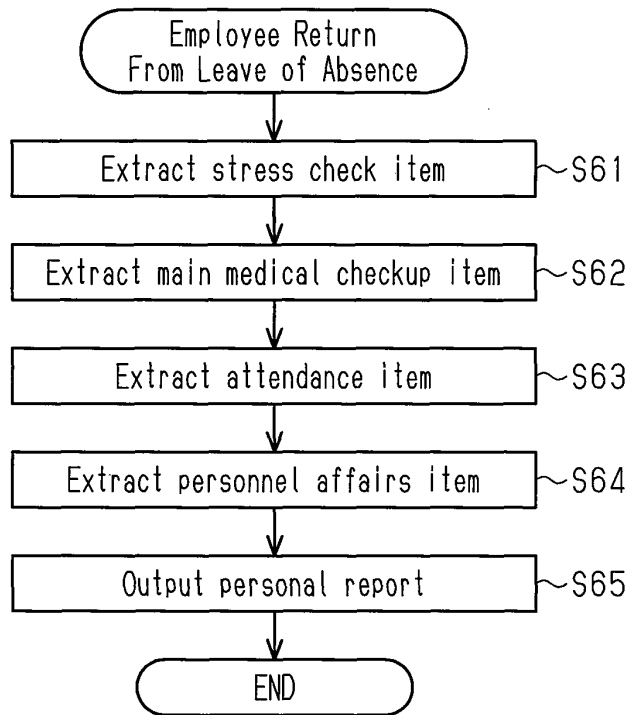 Employee Return
From Leave of Absence
Extract stress check item ~S61
Extract main medical checkup item ~S62
Extract attendance item ~S63
Extract personnel affairs item ~S64
Output personal report ~S65
END